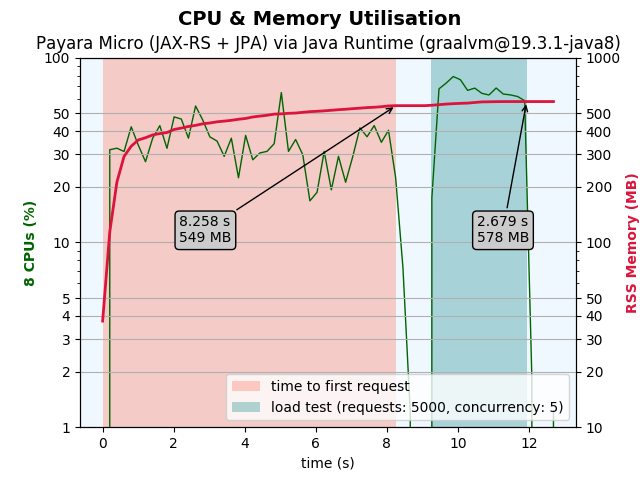 CPU & Memory Utilisation
Payara Micro (JAX-RS + JPA) via Java Runtime (graalvm@19.3.1-java8)
100
50
40
30
20
10
5
4
3
2
1
8 CPUs (%)
1000
500
400
300
200
100
50
40
30
20
10
RSS Memory (MB)
8.258 s
549 MB
2.679 s
578 MB
time to first request
load test (requests: 5000, concurrency: 5)
0 2 4 6 8 10 12
time (s)